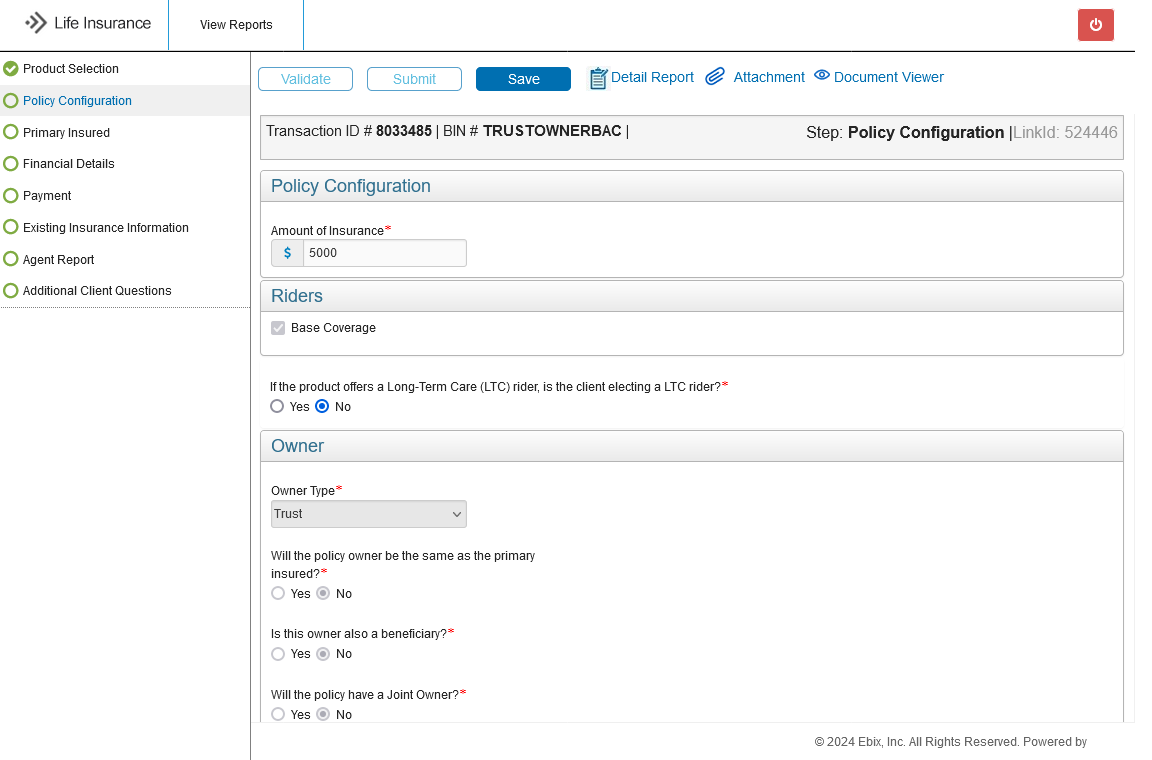 Life Insurance
View Reports
Product Selection
Policy Configuration
Primary Insured
Financial Details
Payment
Existing Insurance Information
Agent Report
Additional Client Questions
Validate Submit Save Detail Report Attachment Document Viewer
Transaction ID # 8033485 | BIN # TRUSTOWNERBAC |
Step: Policy Configuration |LinkId: 524446
Policy Configuration
Amount of Insurance*
$ 5000
Riders
Base Coverage
If the product offers a Long-Term Care (LTC) rider, is the client electing a LTC rider?*
Yes No
Owner
Owner Type*
Trust
Will the policy owner be the same as the primary
insured?*
Yes No
Is this owner also a beneficiary?*
Yes No
Will the policy have a Joint Owner?*
Yes No
© 2024 Ebix, Inc. All Rights Reserved. Powered by